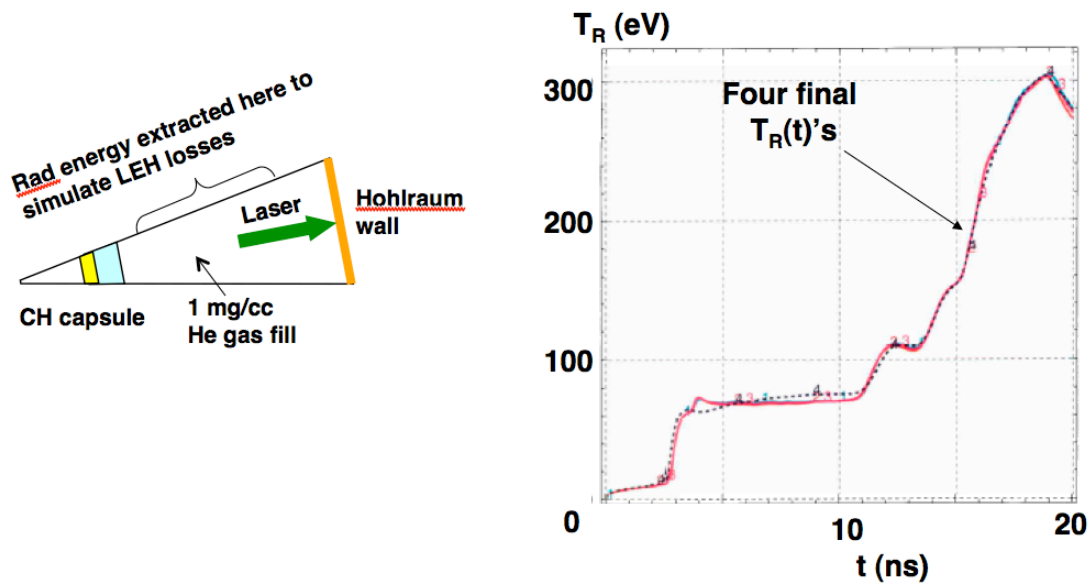 Rad energy extracted here to
simulate LEH losses
Laser
Hohlraum
wall
CH capsule
1 mg/cc
He gas fill
T_R (eV)
300
200
100
0
10
20
t (ns)
Four final
T_R(t)'s